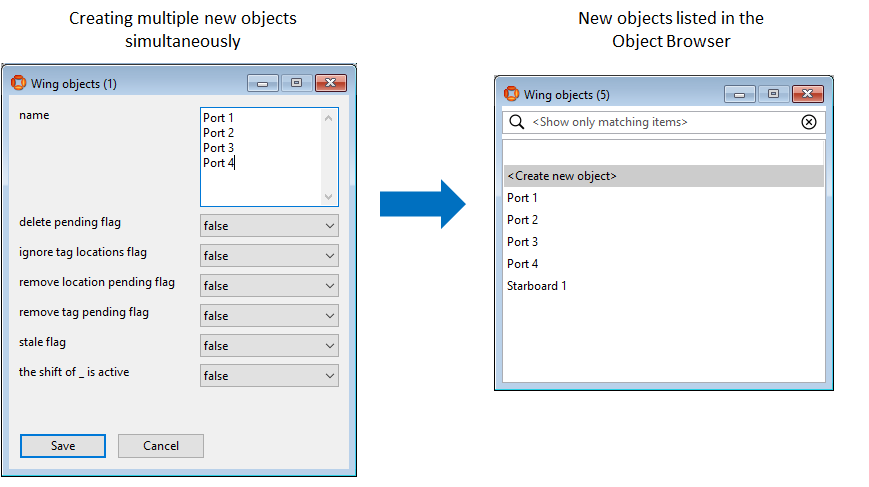 Creating multiple new objects
simultaneously
New objects listed in the
Object Browser
Wing objects (1)
name
Port 1
Port 2
Port 3
Port 4
delete pending flag
false
ignore tag locations flag
false
remove location pending flag
false
remove tag pending flag
false
stale flag
false
the shift of _ is active
false
Save
Cancel
Wing objects (5)
<Show only matching items>
<Create new object>
Port 1
Port 2
Port 3
Port 4
Starboard 1